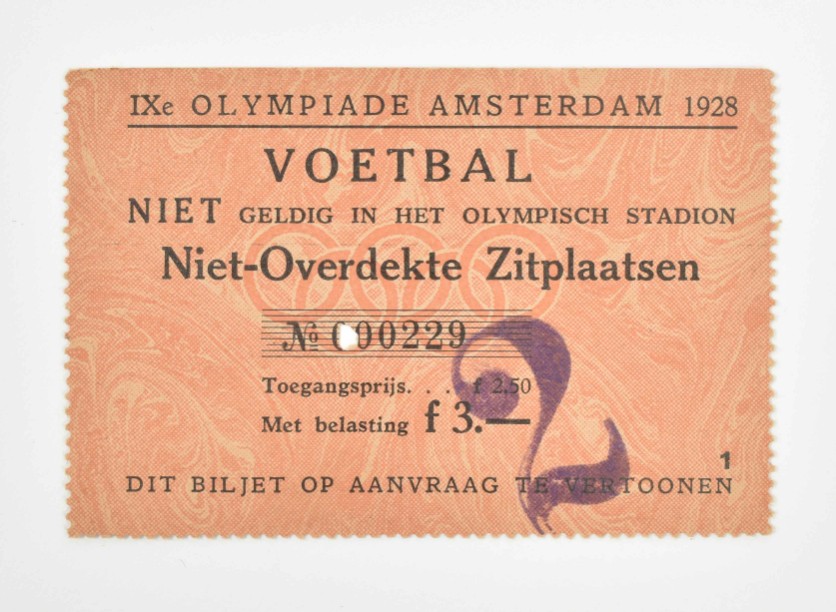 IXe OLYMPIADE AMSTERDAM 1928
VOETBAL
NIET GELDIG IN HET OLYMPISCH STADION
Niet-Overdekte Zitplaatsen
№ 000229
Toegangsprijs. . . f 2,50
Met belasting f 3.—
2
1
DIT BILJET OP AANVRAAG TE VERTOONEN